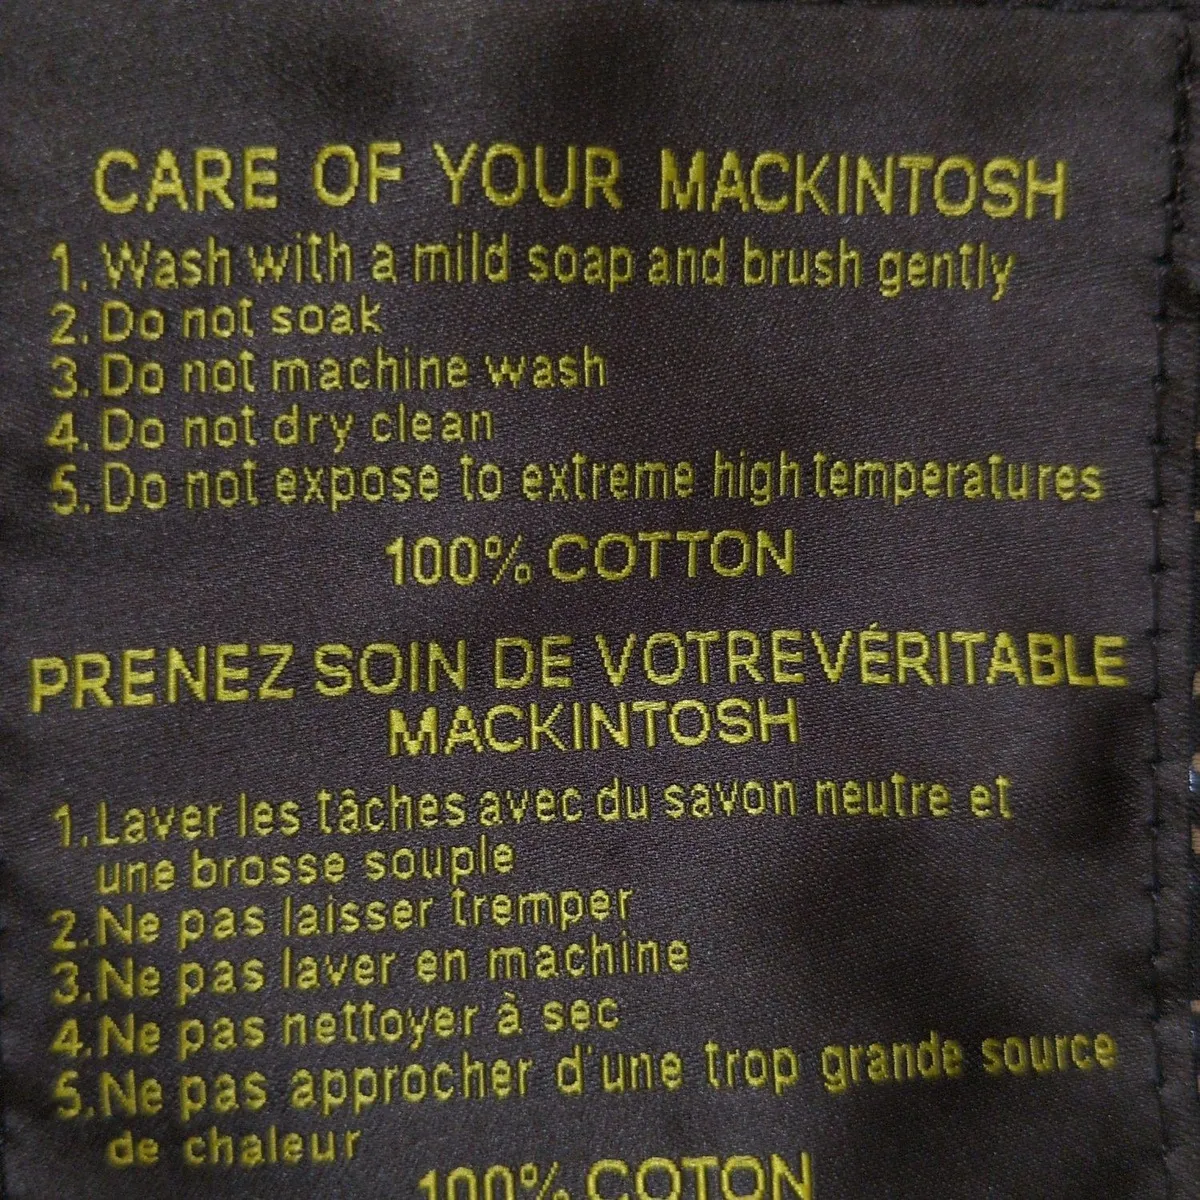 CARE OF YOUR MACKINTOSH
1. Wash with a mild soap and brush gently
2. Do not soak
3. Do not machine wash
4. Do not dry clean
5. Do not expose to extreme high temperatures
100% COTTON
PRENEZ SOIN DE VOTRE VÉRITABLE
MACKINTOSH
1. Laver les tâches avec du savon neutre et
une brosse souple
2. Ne pas laisser tremper
3. Ne pas laver en machine
4. Ne pas nettoyer à sec
5. Ne pas approcher d'une trop grande source
de chaleur
100% COTON